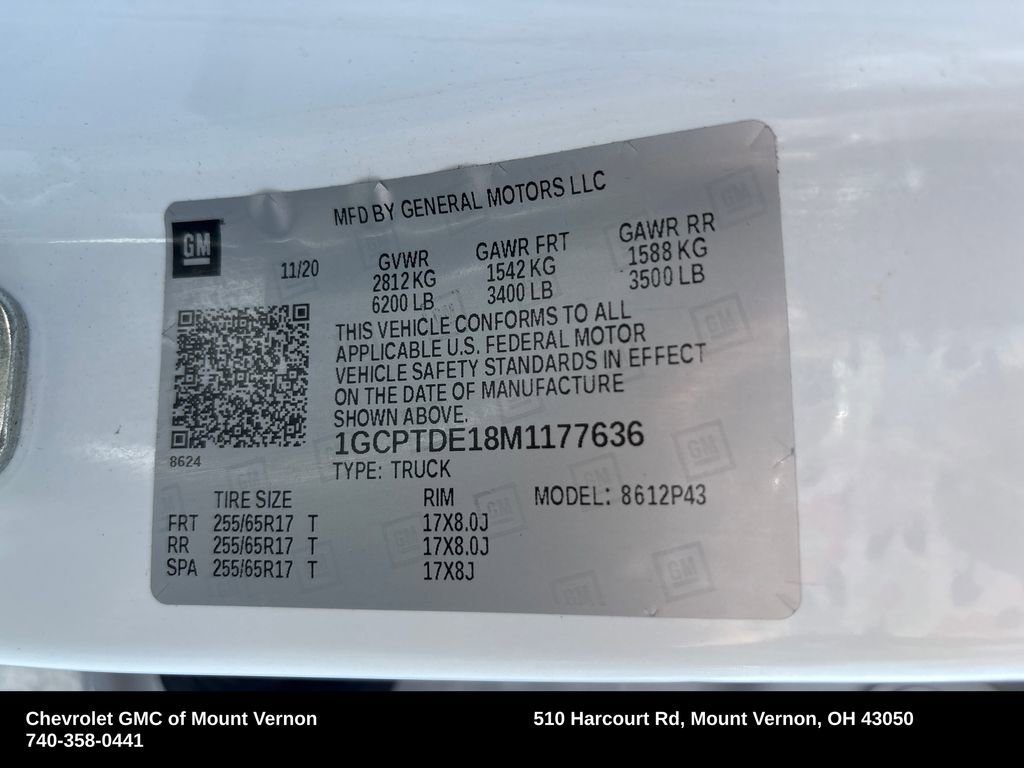 MFD BY GENERAL MOTORS LLC
GM
11/20
GVWR
2812 KG
6200 LB
GAWR FRT
1542 KG
3400 LB
GAWR RR
1588 KG
3500 LB
THIS VEHICLE CONFORMS TO ALL
APPLICABLE U.S. FEDERAL MOTOR
VEHICLE SAFETY STANDARDS IN EFFECT
ON THE DATE OF MANUFACTURE
SHOWN ABOVE.
8624
1GCPTDE18M1177636
TYPE: TRUCK
TIRE SIZE RIM MODEL: 8612P43
FRT 255/65R17 T 17X8.0J
RR 255/65R17 T 17X8.0J
SPA 255/65R17 T 17X8J
Chevrolet GMC of Mount Vernon
740-358-0441
510 Harcourt Rd, Mount Vernon, OH 43050